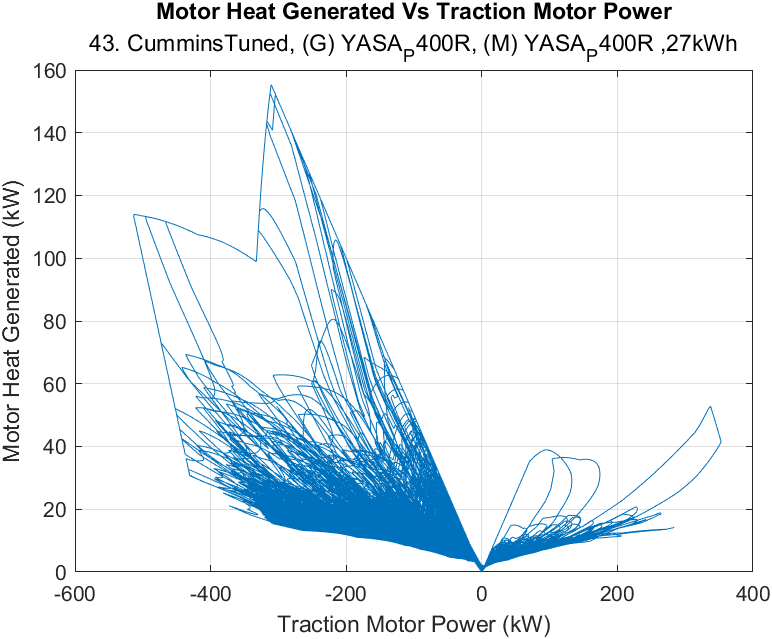 Motor Heat Generated Vs Traction Motor Power
43. CumminsTuned, (G) YASAP400R, (M) YASAP400R ,27kWh
Motor Heat Generated (kW)
160
140
120
100
80
60
40
20
0
-600 -400 -200 0 200 400
Traction Motor Power (kW)